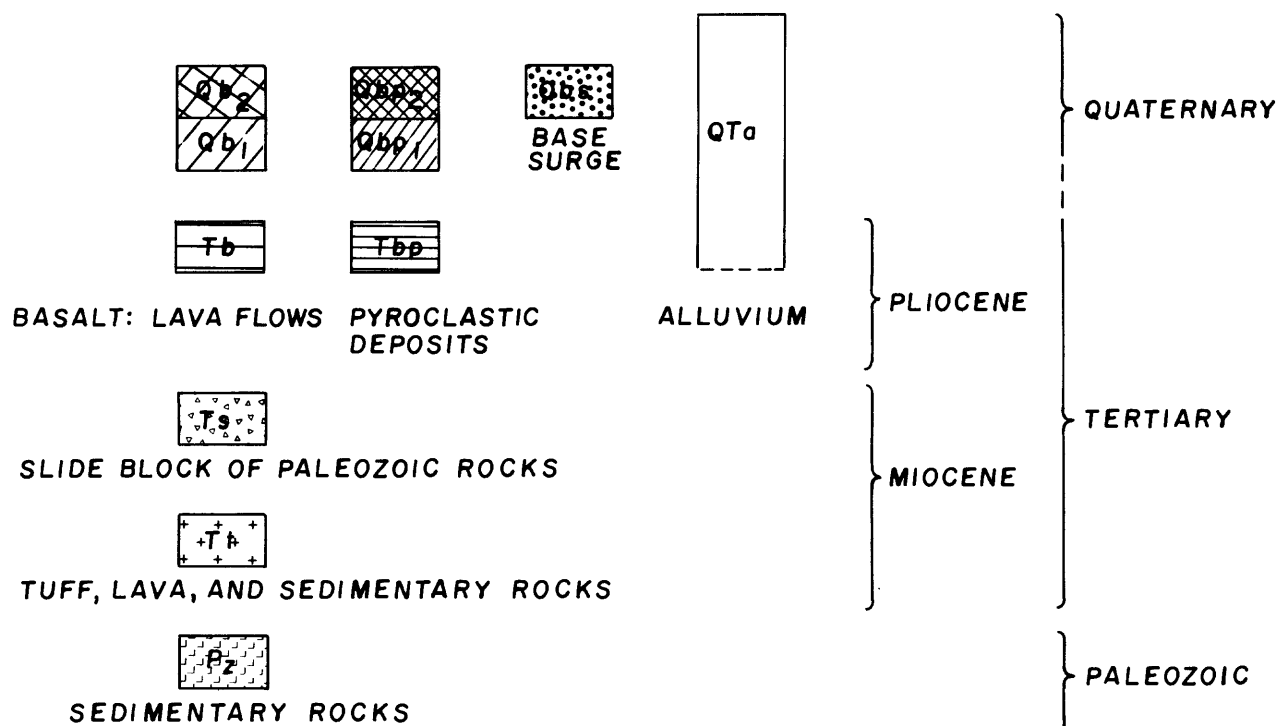 Qb2
Qbp2
Qbs
QUATERNARY
Qb1
Qbp1
BASE
SURGE
QTa
Tb
Tbp
BASALT: LAVA FLOWS
PYROCLASTIC
DEPOSITS
ALLUVIUM
PLIOCENE
Ts
SLIDE BLOCK OF PALEOZOIC ROCKS
MIOCENE
TERTIARY
Tt
TUFF, LAVA, AND SEDIMENTARY ROCKS
Pz
SEDIMENTARY ROCKS
PALEOZOIC